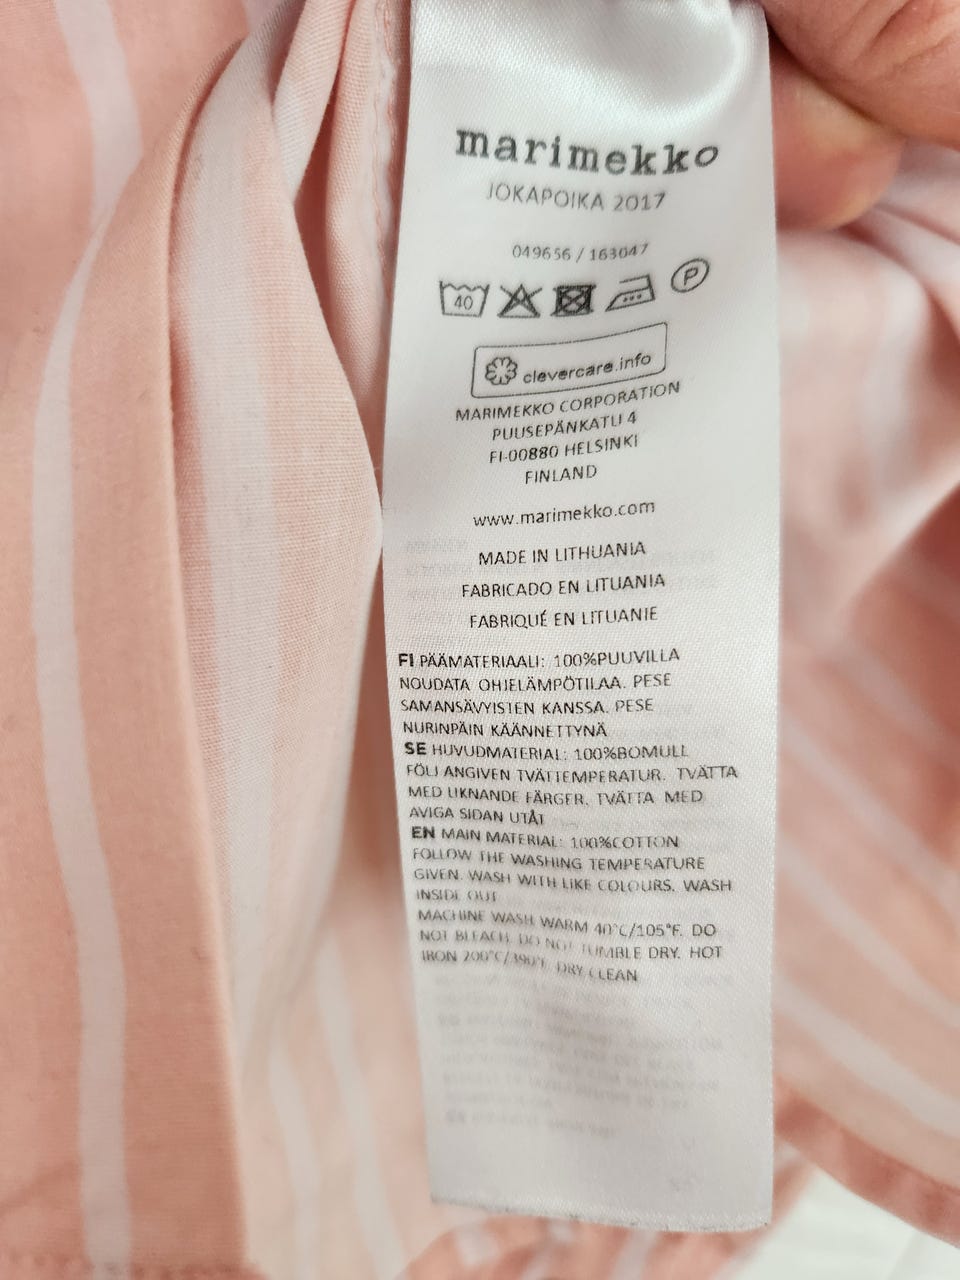 marimekko
JOKAPOIKA 2017
049656 / 163047
40 P
clevercare.info
MARIMEKKO CORPORATION
PUUSEPÄNKATU 4
FI-00880 HELSINKI
FINLAND
www.marimekko.com
MADE IN LITHUANIA
FABRICADO EN LITUANIA
FABRIQUÉ EN LITUANIE
FI PÄÄMATERIAALI: 100%PUUVILLA
NOUDATA OHJELÄMPÖTILAA. PESE
SAMANSÄVYISTEN KANSSA. PESE
NURINPÄIN KÄÄNNETTYNÄ
SE HUVUDMATERIAL: 100%BOMULL
FÖLJ ANGIVEN TVÄTTEMPERATUR. TVÄTTA
MED LIKNANDE FÄRGER. TVÄTTA MED
AVIGA SIDAN UTÅT
EN MAIN MATERIAL: 100%COTTON
FOLLOW THE WASHING TEMPERATURE
GIVEN. WASH WITH LIKE COLOURS. WASH
INSIDE OUT
MACHINE WASH WARM 40°C/105°F. DO
NOT BLEACH. DO NOT TUMBLE DRY. HOT
IRON 200°C/390°F. DRY CLEAN